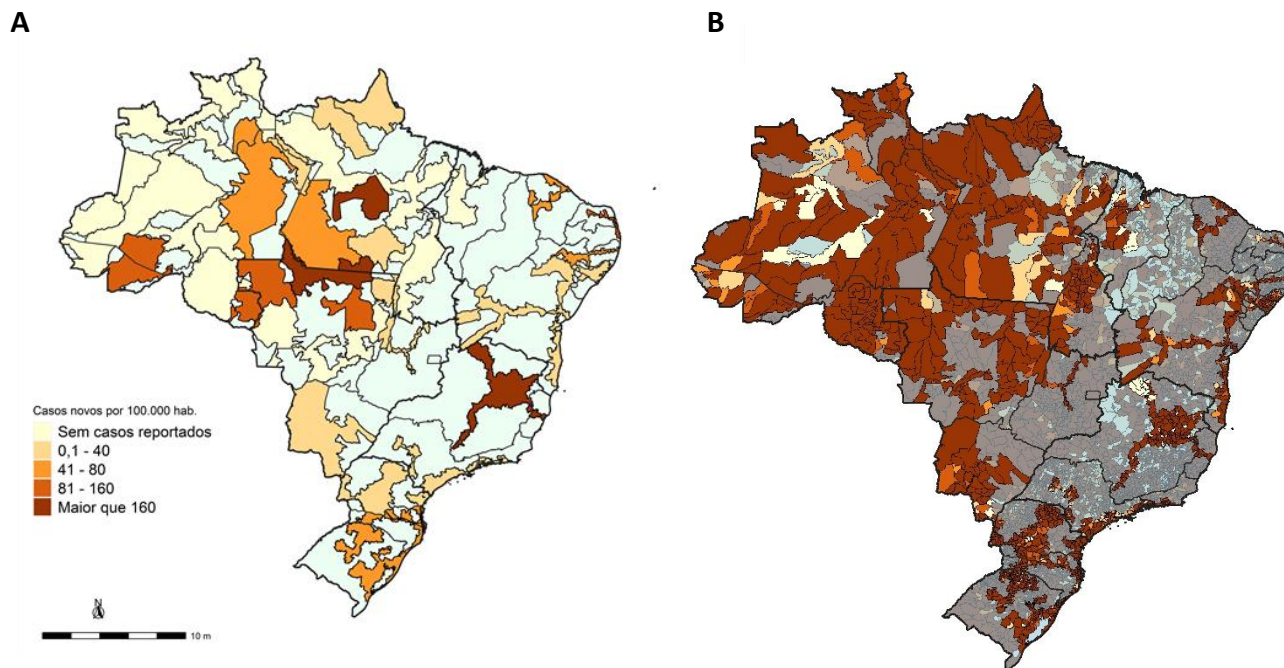 A
B
Casos novos por 100.000 hab.
Sem casos reportados
0,1 - 40
41 - 80
81 - 160
Maior que 160
N
10 m